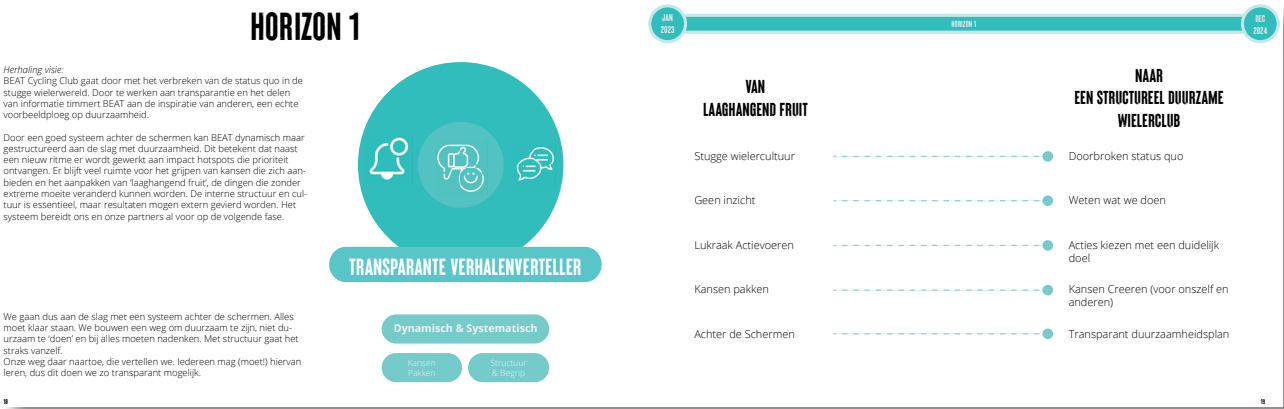 HORIZON 1
Herhaling visie:
BEAT Cycling Club gaat door met het verbreken van de status quo in de
stugge wielerwereld. Door te werken aan transparantie en het delen
van informatie timmert BEAT aan de inspiratie van anderen, een echte
voorbeeldploeg op duurzaamheid.
Door een goed systeem achter de schermen kan BEAT dynamisch maar
gestructureerd aan de slag met duurzaamheid. Dit betekent dat naast
een nieuw ritme er wordt gewerkt aan impact hotspots die prioriteit
ontvangen. Er blijft veel ruimte voor het grijpen van kansen die zich aan-
bieden en het aanpakken van ‘laaghangend fruit’, de dingen die zonder
extreme moeite veranderd kunnen worden. De interne structuur en cul-
tuur is essentieel, maar resultaten mogen extern gevierd worden. Het
systeem bereidt ons en onze partners al voor op de volgende fase.
We gaan dus aan de slag met een systeem achter de schermen. Alles
moet klaar staan. We bouwen een weg om duurzaam te zijn, niet du-
urzaam te ‘doen’ en bij alles moeten nadenken. Met structuur gaat het
straks vanzelf.
Onze weg daar naartoe, die vertellen we. Iedereen mag (moet!) hiervan
leren, dus dit doen we zo transparant mogelijk.
TRANSPARANTE VERHALENVERTELLER
Dynamisch & Systematisch
Kansen
Pakken
Structuur
& Begrip
18
JAN
2023
HORIZON 1
DEC
2024
VAN
LAAGHANGEND FRUIT
NAAR
EEN STRUCTUREEL DUURZAME
WIELERCLUB
Stugge wielercultuur
Doorbroken status quo
Geen inzicht
Weten wat we doen
Lukraak Actievoeren
Acties kiezen met een duidelijk
doel
Kansen pakken
Kansen Creeren (voor onszelf en
anderen)
Achter de Schermen
Transparant duurzaamheidsplan
19